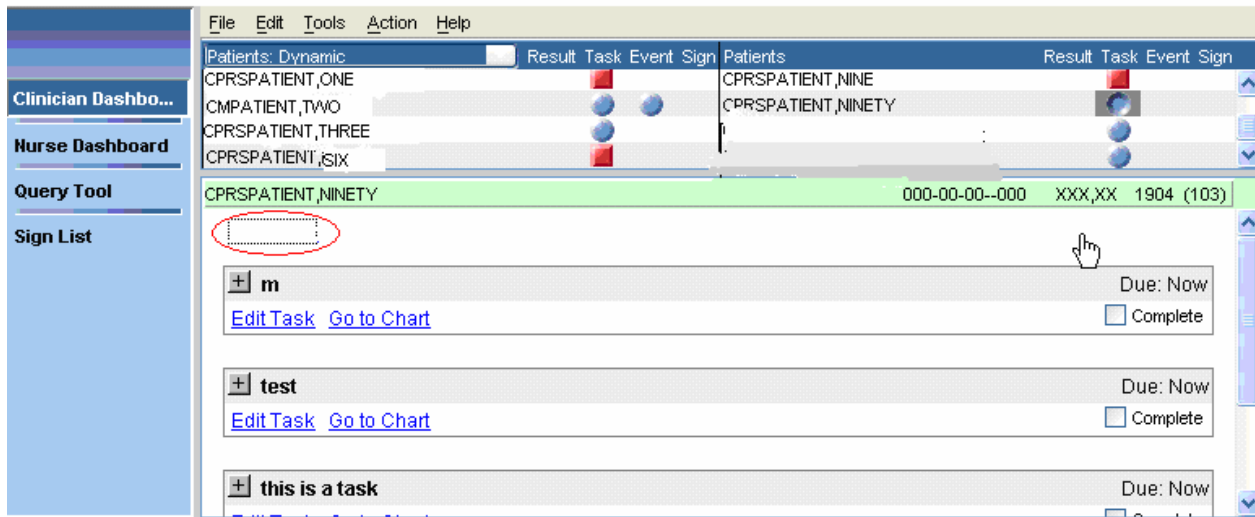 File Edit Tools Action Help
Patients: Dynamic Result Task Event Sign Patients Result Task Event Sign
CPRSPATIENT,ONE CPRSPATIENT,NINE
Clinician Dashbo... CMPATIENT,TWO CPRSPATIENT,NINETY
CPRSPATIENT,THREE
Nurse Dashboard CPRSPATIENT,SIX
Query Tool CPRSPATIENT,NINETY 000-00-00--000 XXX,XX 1904 (103)
Sign List
+ m Due: Now
Edit Task Go to Chart Complete
+ test Due: Now
Edit Task Go to Chart Complete
+ this is a task Due: Now